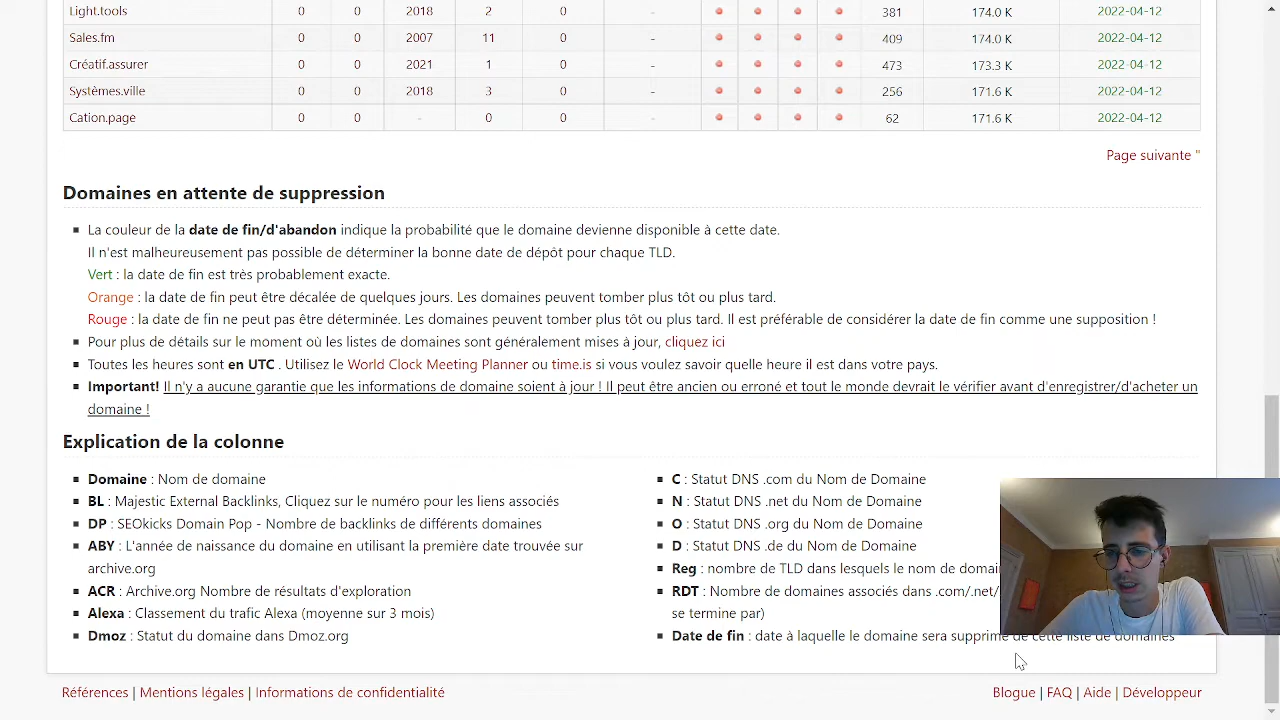 Light.tools 0 0 2018 2 0 - 381 174.0 K 2022-04-12
Sales.fm 0 0 2007 11 0 - 409 174.0 K 2022-04-12
Créatif.assurer 0 0 2021 1 0 - 473 173.3 K 2022-04-12
Systèmes.ville 0 0 2018 3 0 - 256 171.6 K 2022-04-12
Cation.page 0 0 - 0 0 - 62 171.6 K 2022-04-12
Page suivante "
Domaines en attente de suppression
La couleur de la date de fin/d'abandon indique la probabilité que le domaine devienne disponible à cette date.
Il n'est malheureusement pas possible de déterminer la bonne date de dépôt pour chaque TLD.
Vert : la date de fin est très probablement exacte.
Orange : la date de fin peut être décalée de quelques jours. Les domaines peuvent tomber plus tôt ou plus tard.
Rouge : la date de fin ne peut pas être déterminée. Les domaines peuvent tomber plus tôt ou plus tard. Il est préférable de considérer la date de fin comme une supposition !
Pour plus de détails sur le moment où les listes de domaines sont généralement mises à jour, cliquez ici
Toutes les heures sont en UTC . Utilisez le World Clock Meeting Planner ou time.is si vous voulez savoir quelle heure il est dans votre pays.
Important! Il n'y a aucune garantie que les informations de domaine soient à jour ! Il peut être ancien ou erroné et tout le monde devrait le vérifier avant d'enregistrer/d'acheter un
domaine !
Explication de la colonne
Domaine : Nom de domaine
BL : Majestic External Backlinks, Cliquez sur le numéro pour les liens associés
DP : SEOkicks Domain Pop - Nombre de backlinks de différents domaines
ABY : L'année de naissance du domaine en utilisant la première date trouvée sur
archive.org
ACR : Archive.org Nombre de résultats d'exploration
Alexa : Classement du trafic Alexa (moyenne sur 3 mois)
Dmoz : Statut du domaine dans Dmoz.org
C : Statut DNS .com du Nom de Domaine
N : Statut DNS .net du Nom de Domaine
O : Statut DNS .org du Nom de Domaine
D : Statut DNS .de du Nom de Domaine
Reg : nombre de TLD dans lesquels le nom de domai
RDT : Nombre de domaines associés dans .com/.net/
se termine par)
Date de fin : date à laquelle le domaine sera supprimé de cette liste de domaines
Références | Mentions légales | Informations de confidentialité
Blogue | FAQ | Aide | Développeur